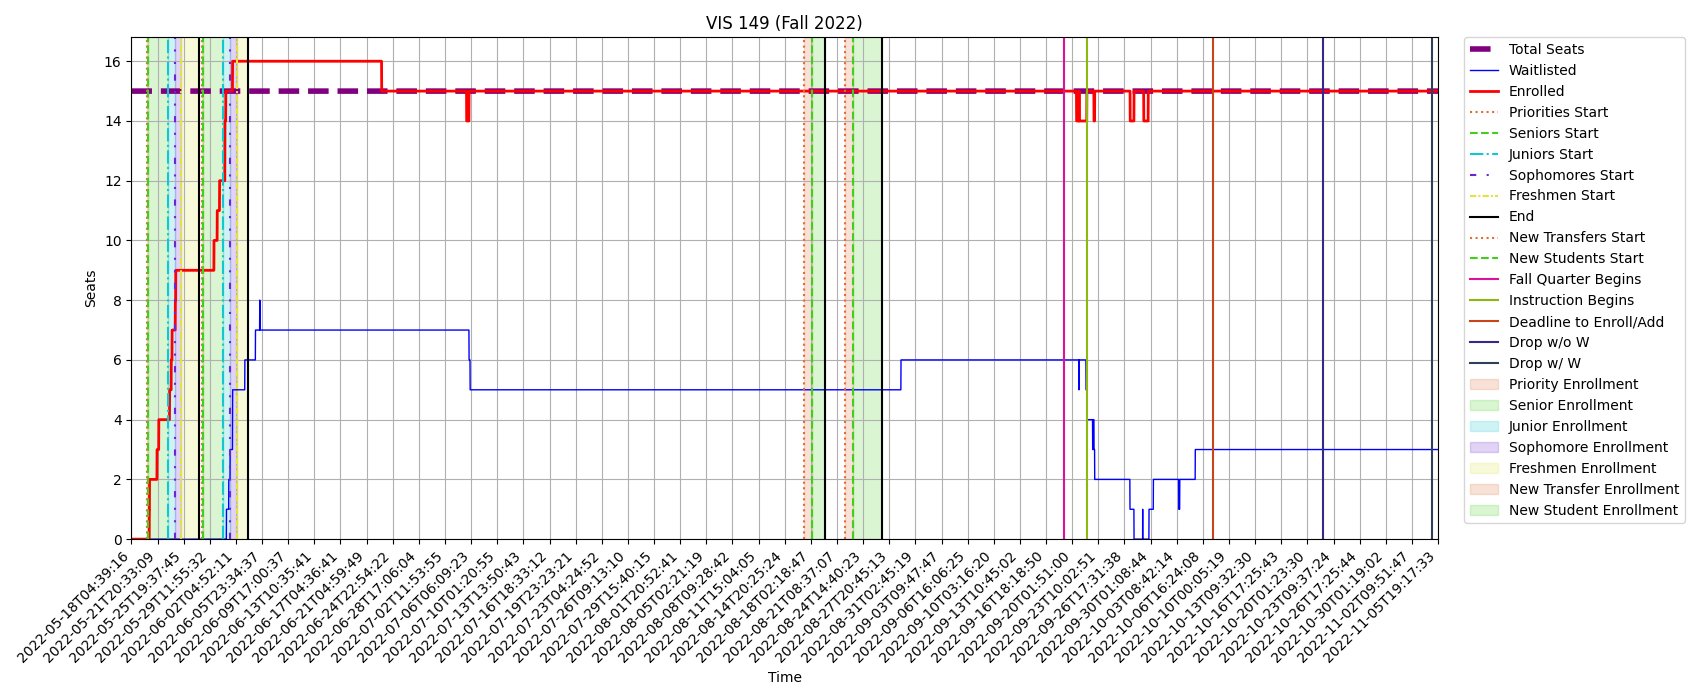 VIS 149 (Fall 2022)
Seats
16
14
12
10
8
6
4
2
0
2022-05-18T04:39:16
2022-05-21T20:33:09
2022-05-25T19:37:45
2022-05-29T11:55:32
2022-06-02T04:52:11
2022-06-05T23:34:37
2022-06-09T17:00:37
2022-06-13T10:35:41
2022-06-17T04:36:41
2022-06-21T04:59:49
2022-06-24T22:54:22
2022-06-28T17:06:04
2022-07-02T11:53:55
2022-07-06T06:09:23
2022-07-10T01:20:55
2022-07-13T13:50:43
2022-07-16T18:33:12
2022-07-19T23:23:21
2022-07-23T04:24:52
2022-07-26T09:13:10
2022-07-29T15:40:15
2022-08-01T20:52:41
2022-08-05T02:21:19
2022-08-08T09:28:42
2022-08-11T15:04:05
2022-08-14T20:25:24
2022-08-18T02:18:47
2022-08-21T08:37:07
2022-08-24T14:40:23
2022-08-27T20:45:13
2022-08-31T02:45:19
2022-09-03T09:47:47
2022-09-06T16:06:25
2022-09-10T03:16:20
2022-09-13T10:45:02
2022-09-16T18:18:50
2022-09-20T01:51:00
2022-09-23T10:02:51
2022-09-26T17:31:38
2022-09-30T01:08:44
2022-10-03T08:42:14
2022-10-06T16:24:08
2022-10-10T00:05:19
2022-10-13T09:32:30
2022-10-16T17:25:43
2022-10-20T01:23:30
2022-10-23T09:37:24
2022-10-26T17:25:44
2022-10-30T01:19:02
2022-11-02T09:51:47
2022-11-05T19:17:33
Time
Total Seats
Waitlisted
Enrolled
Priorities Start
Seniors Start
Juniors Start
Sophomores Start
Freshmen Start
End
New Transfers Start
New Students Start
Fall Quarter Begins
Instruction Begins
Deadline to Enroll/Add
Drop w/o W
Drop w/ W
Priority Enrollment
Senior Enrollment
Junior Enrollment
Sophomore Enrollment
Freshmen Enrollment
New Transfer Enrollment
New Student Enrollment